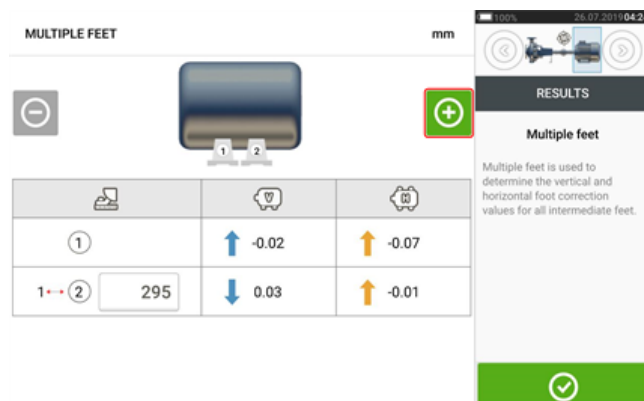 MULTIPLE FEET
mm
1 2
V H
1
-0.02
-0.07
1 2
295
0.03
-0.01
100%
26.07.2019 04:2
RESULTS
Multiple feet
Multiple feet is used to
determine the vertical and
horizontal foot correction
values for all intermediate feet.